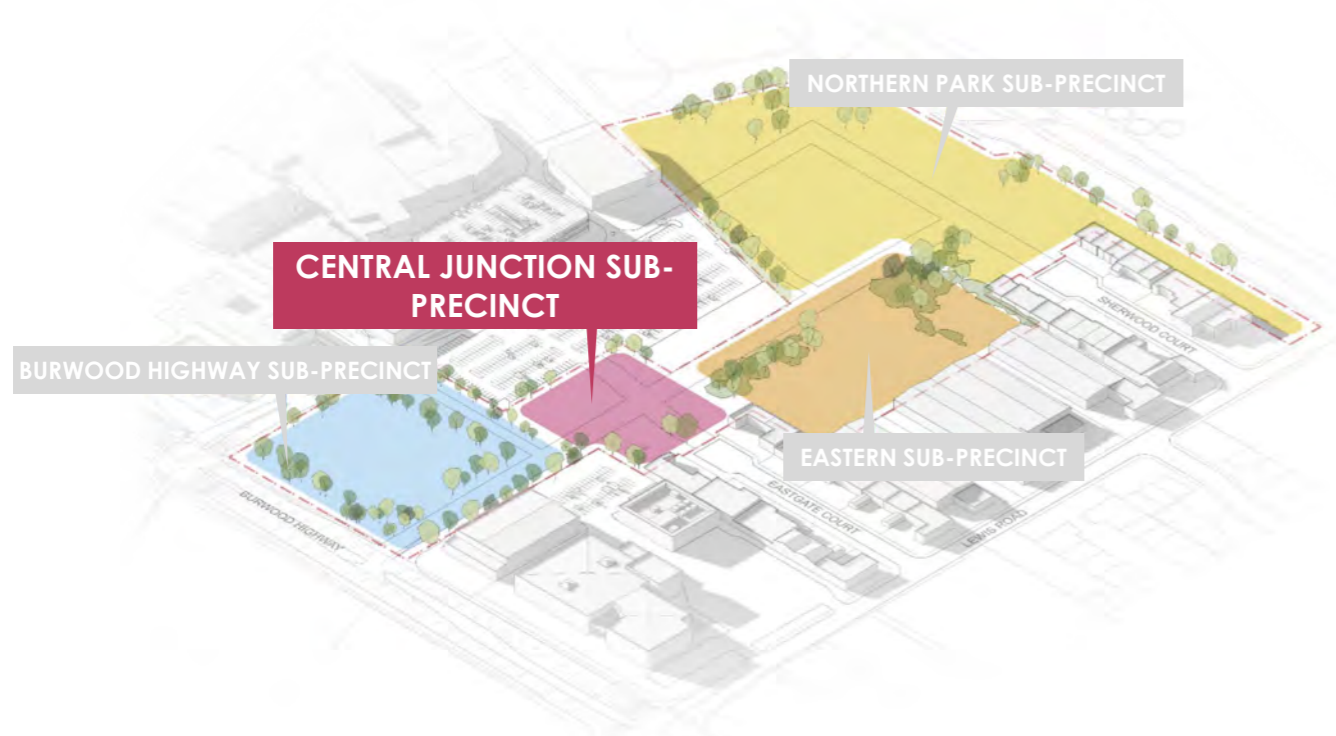 NORTHERN PARK SUB-PRECINCT
CENTRAL JUNCTION SUB-
PRECINCT
SHERWOOD COURT
BURWOOD HIGHWAY SUB-PRECINCT
EASTERN SUB-PRECINCT
EASTGATE COURT
BURWOOD HIGHWAY
LEWIS ROAD